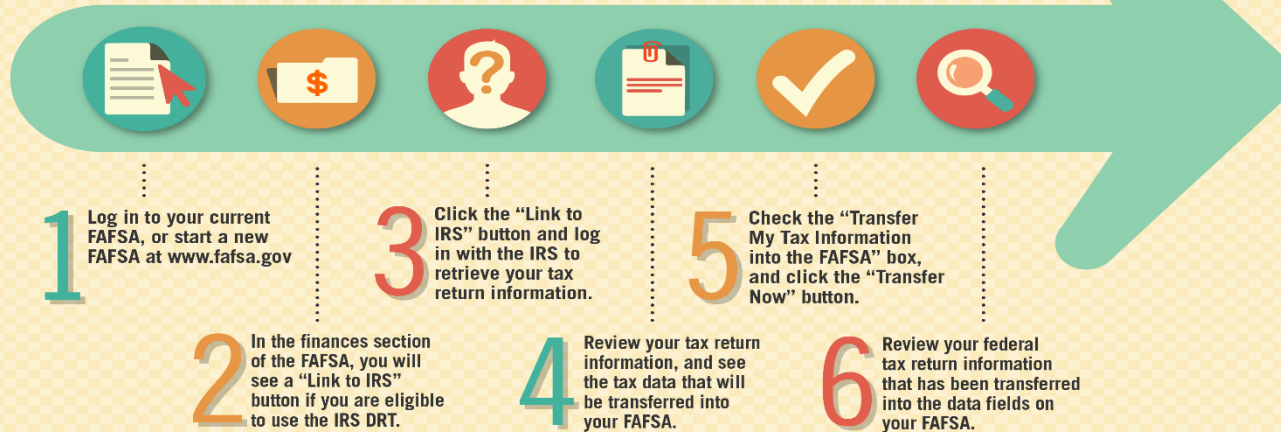 $
?
1
Log in to your current
FAFSA, or start a new
FAFSA at www.fafsa.gov
2
In the finances section
of the FAFSA, you will
see a “Link to IRS”
button if you are eligible
to use the IRS DRT.
3
Click the “Link to
IRS” button and log
in with the IRS to
retrieve your tax
return information.
4
Review your tax return
information, and see
the tax data that will
be transferred into
your FAFSA.
5
Check the “Transfer
My Tax Information
into the FAFSA” box,
and click the “Transfer
Now” button.
6
Review your federal
tax return information
that has been transferred
into the data fields on
your FAFSA.